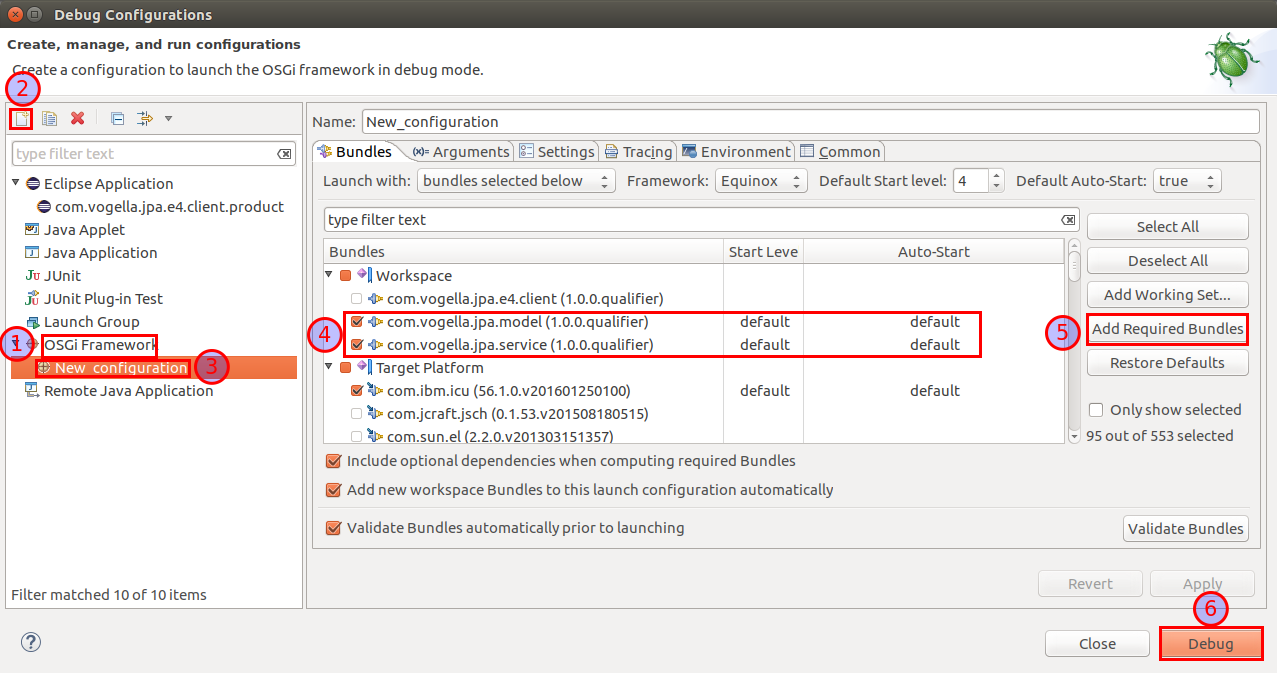 Debug Configurations
Create, manage, and run configurations
Create a configuration to launch the OSGi framework in debug mode.
2
type filter text
Eclipse Application
com.vogella.jpa.e4.client.product
Java Applet
Java Application
JU JUnit
JU JUnit Plug-in Test
Launch Group
1 OSGi Framework
New_configuration 3
Remote Java Application
Filter matched 10 of 10 items
Name: New_configuration
Bundles (x)= Arguments Settings Tracing Environment Common
Launch with: bundles selected below Framework: Equinox Default Start level: 4 Default Auto-Start: true
type filter text
Bundles Start Leve Auto-Start
Workspace
com.vogella.jpa.e4.client (1.0.0.qualifier)
4 com.vogella.jpa.model (1.0.0.qualifier) default default
com.vogella.jpa.service (1.0.0.qualifier) default default
Target Platform
com.ibm.icu (56.1.0.v201601250100) default default
com.jcraft.jsch (0.1.53.v201508180515)
com.sun.el (2.2.0.v201303151357)
Select All
Deselect All
Add Working Set...
5 Add Required Bundles
Restore Defaults
Only show selected
95 out of 553 selected
Include optional dependencies when computing required Bundles
Add new workspace Bundles to this launch configuration automatically
Validate Bundles automatically prior to launching Validate Bundles
Revert Apply
6
? Close Debug